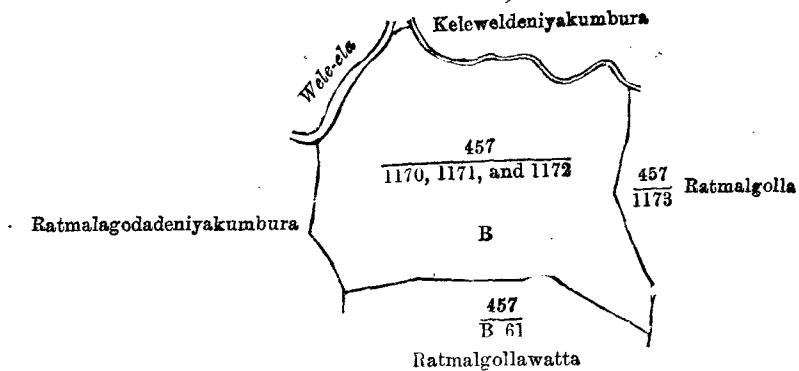 Keleweldeniyakumbura
Wele-ela
457
1170, 1171, and 1172
457
1173
Ratmalgolla
Ratmalagodadeniyakumbura
B
457
B 61
Ratmalgollawatta